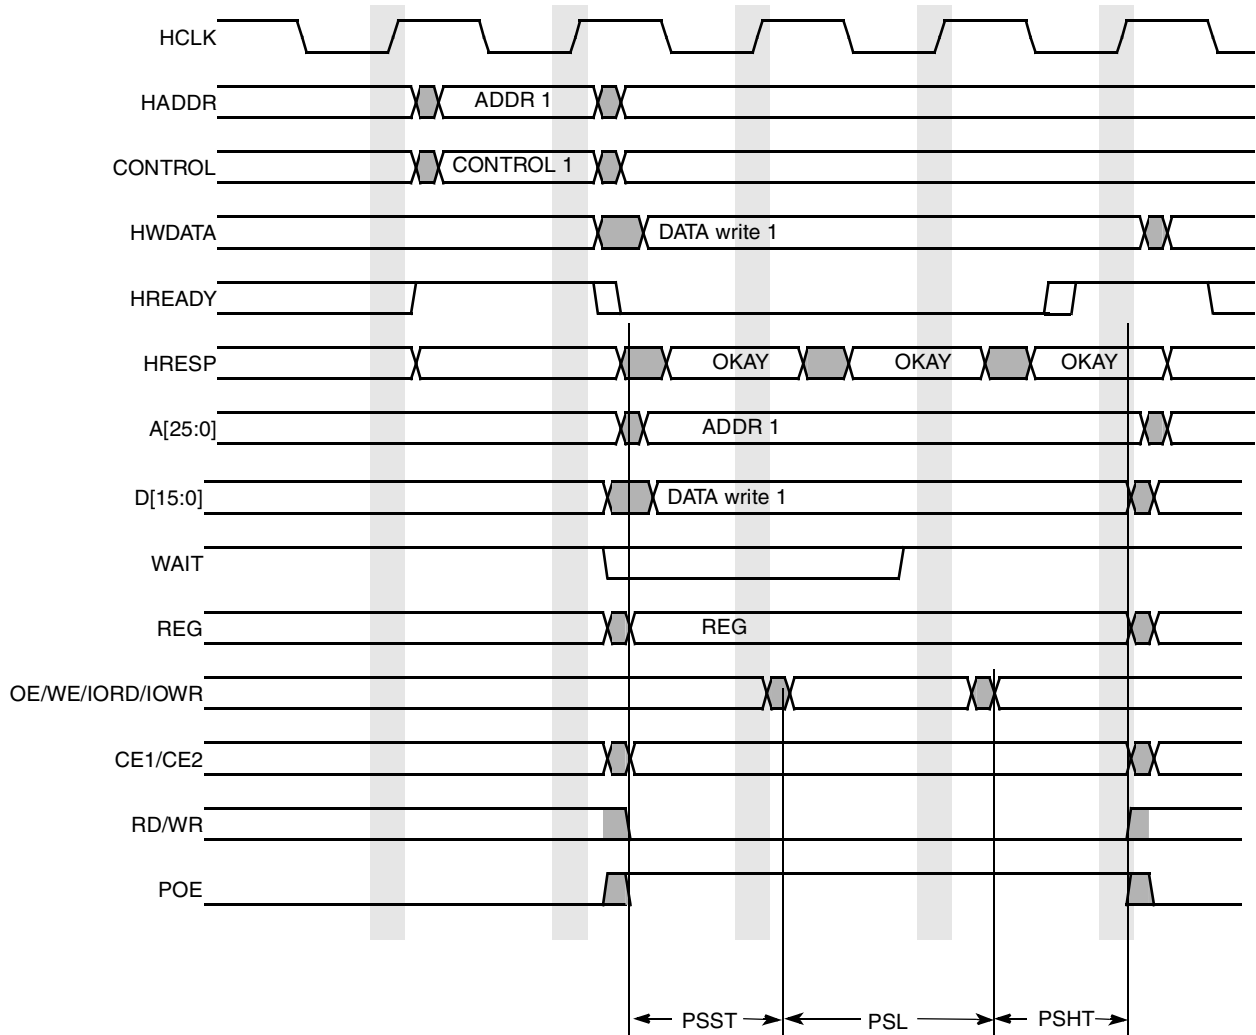 HCLK
HADDR
ADDR 1
CONTROL
CONTROL 1
HWDATA
DATA write 1
HREADY
HRESP
OKAY
OKAY
OKAY
A[25:0]
ADDR 1
D[15:0]
DATA write 1
WAIT
REG
REG
OE/WE/IORD/IOWR
CE1/CE2
RD/WR
POE
PSST
PSL
PSHT